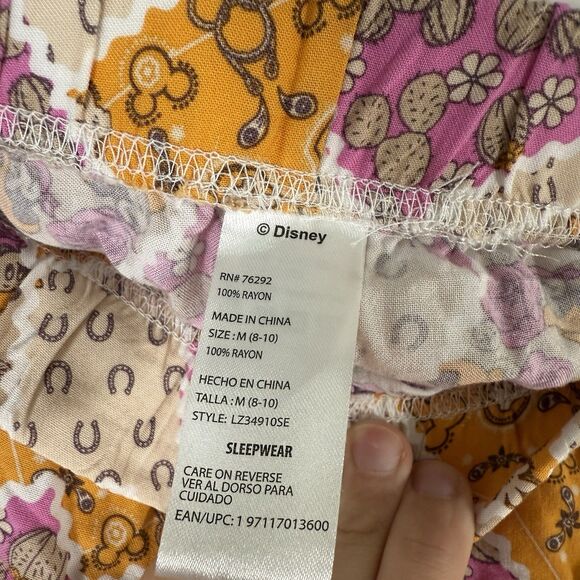 © Disney
RN# 76292
100% RAYON
MADE IN CHINA
SIZE : M (8-10)
100% RAYON
HECHO EN CHINA
TALLA : M (8-10)
STYLE: LZ34910SE
SLEEPWEAR
CARE ON REVERSE
VER AL DORSO PARA
CUIDADO
EAN/UPC: 1 97117013600